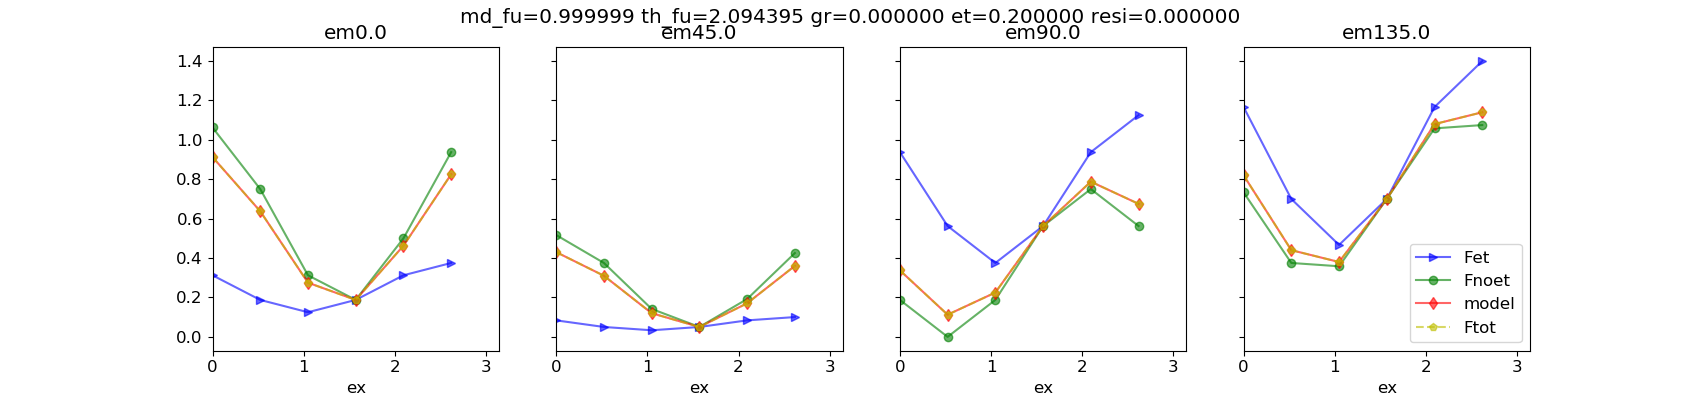 md_fu=0.999999 th_fu=2.094395 gr=0.000000 et=0.200000 resi=0.000000
em0.0 em45.0 em90.0 em135.0
1.4
1.2
1.0
0.8
0.6
0.4
0.2
0.0
Fet
Fnoet
model
Ftot
0 1 2 3 0 1 2 3 0 1 2 3 0 1 2 3
ex ex ex ex